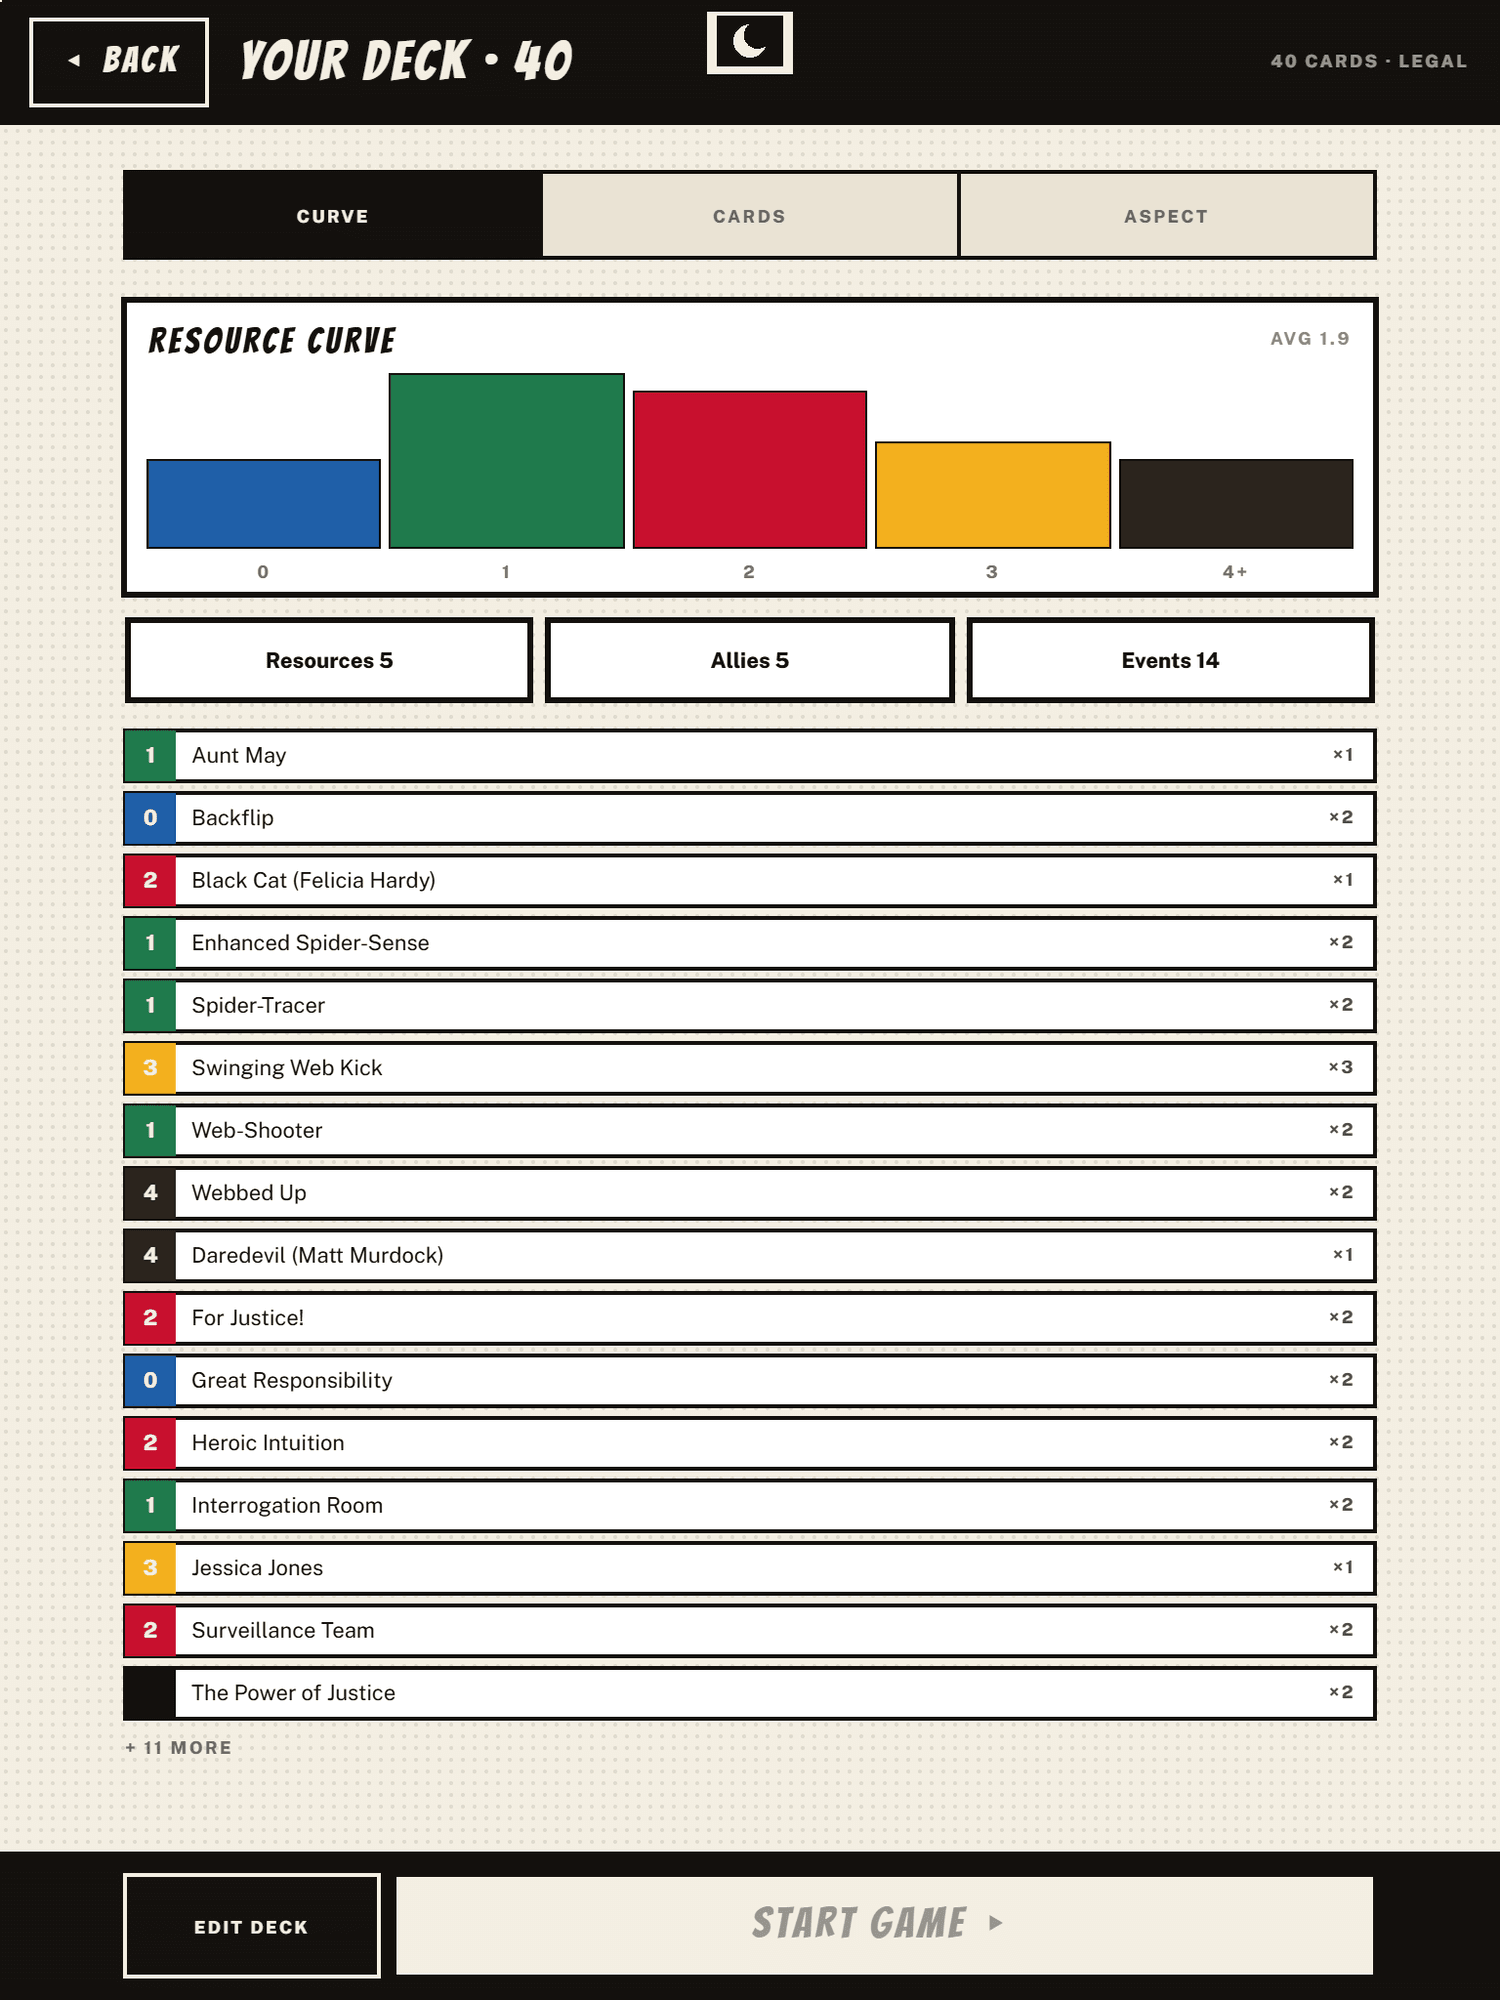 ◄ BACK
YOUR DECK · 40
40 CARDS · LEGAL
CURVE
CARDS
ASPECT
RESOURCE CURVE
AVG 1.9
0
1
2
3
4+
Resources 5
Allies 5
Events 14
1 Aunt May ×1
0 Backflip ×2
2 Black Cat (Felicia Hardy) ×1
1 Enhanced Spider-Sense ×2
1 Spider-Tracer ×2
3 Swinging Web Kick ×3
1 Web-Shooter ×2
4 Webbed Up ×2
4 Daredevil (Matt Murdock) ×1
2 For Justice! ×2
0 Great Responsibility ×2
2 Heroic Intuition ×2
1 Interrogation Room ×2
3 Jessica Jones ×1
2 Surveillance Team ×2
The Power of Justice ×2
+ 11 MORE
EDIT DECK
START GAME ►